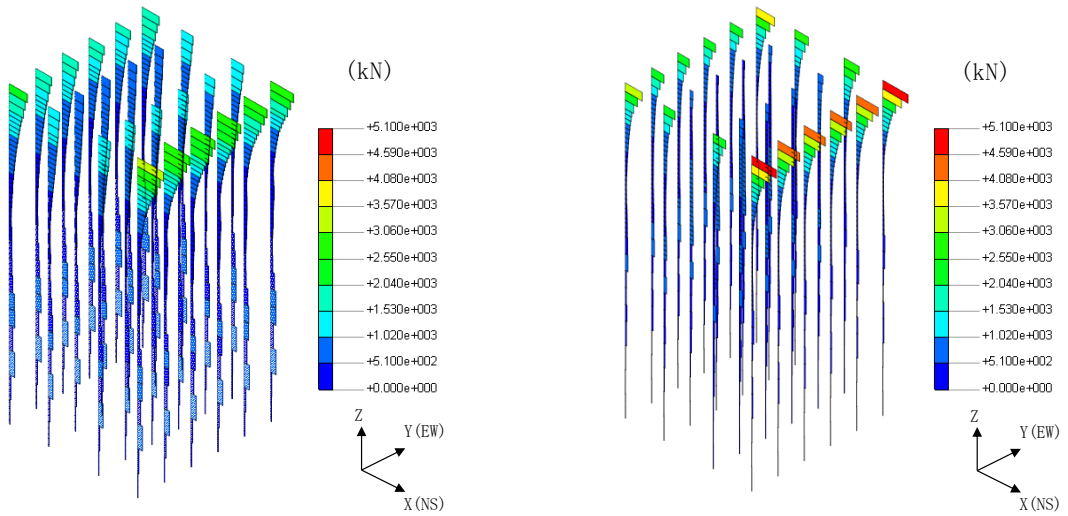 (kN)
+5.100e+003
+4.590e+003
+4.080e+003
+3.570e+003
+3.060e+003
+2.550e+003
+2.040e+003
+1.530e+003
+1.020e+003
+5.100e+002
+0.000e+000
Z
Y(EW)
X(NS)
(kN)
+5.100e+003
+4.590e+003
+4.080e+003
+3.570e+003
+3.060e+003
+2.550e+003
+2.040e+003
+1.530e+003
+1.020e+003
+5.100e+002
+0.000e+000
Z
Y(EW)
X(NS)